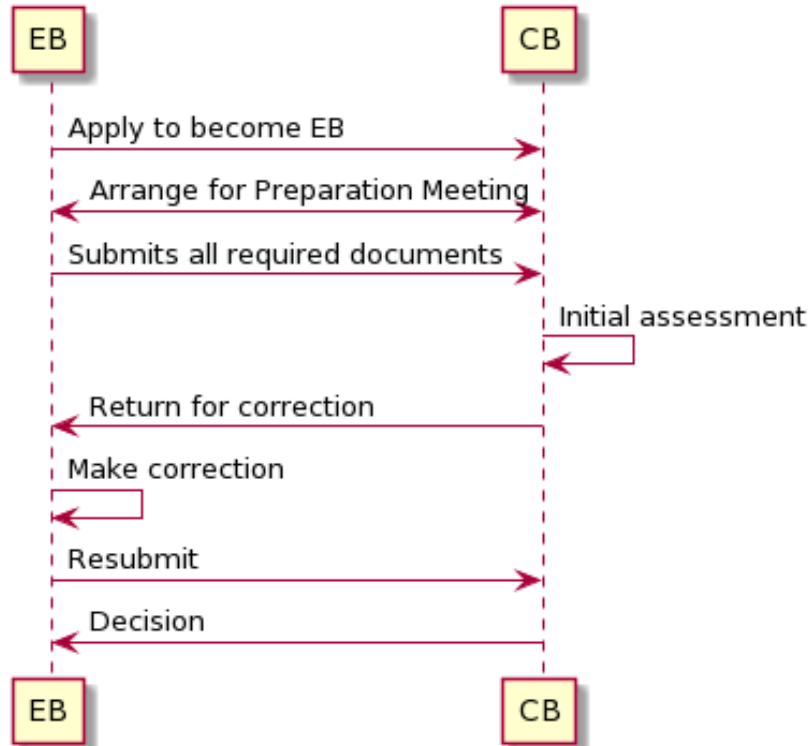 EB
CB
Apply to become EB
Arrange for Preparation Meeting
Submits all required documents
Initial assessment
Return for correction
Make correction
Resubmit
Decision
EB
CB